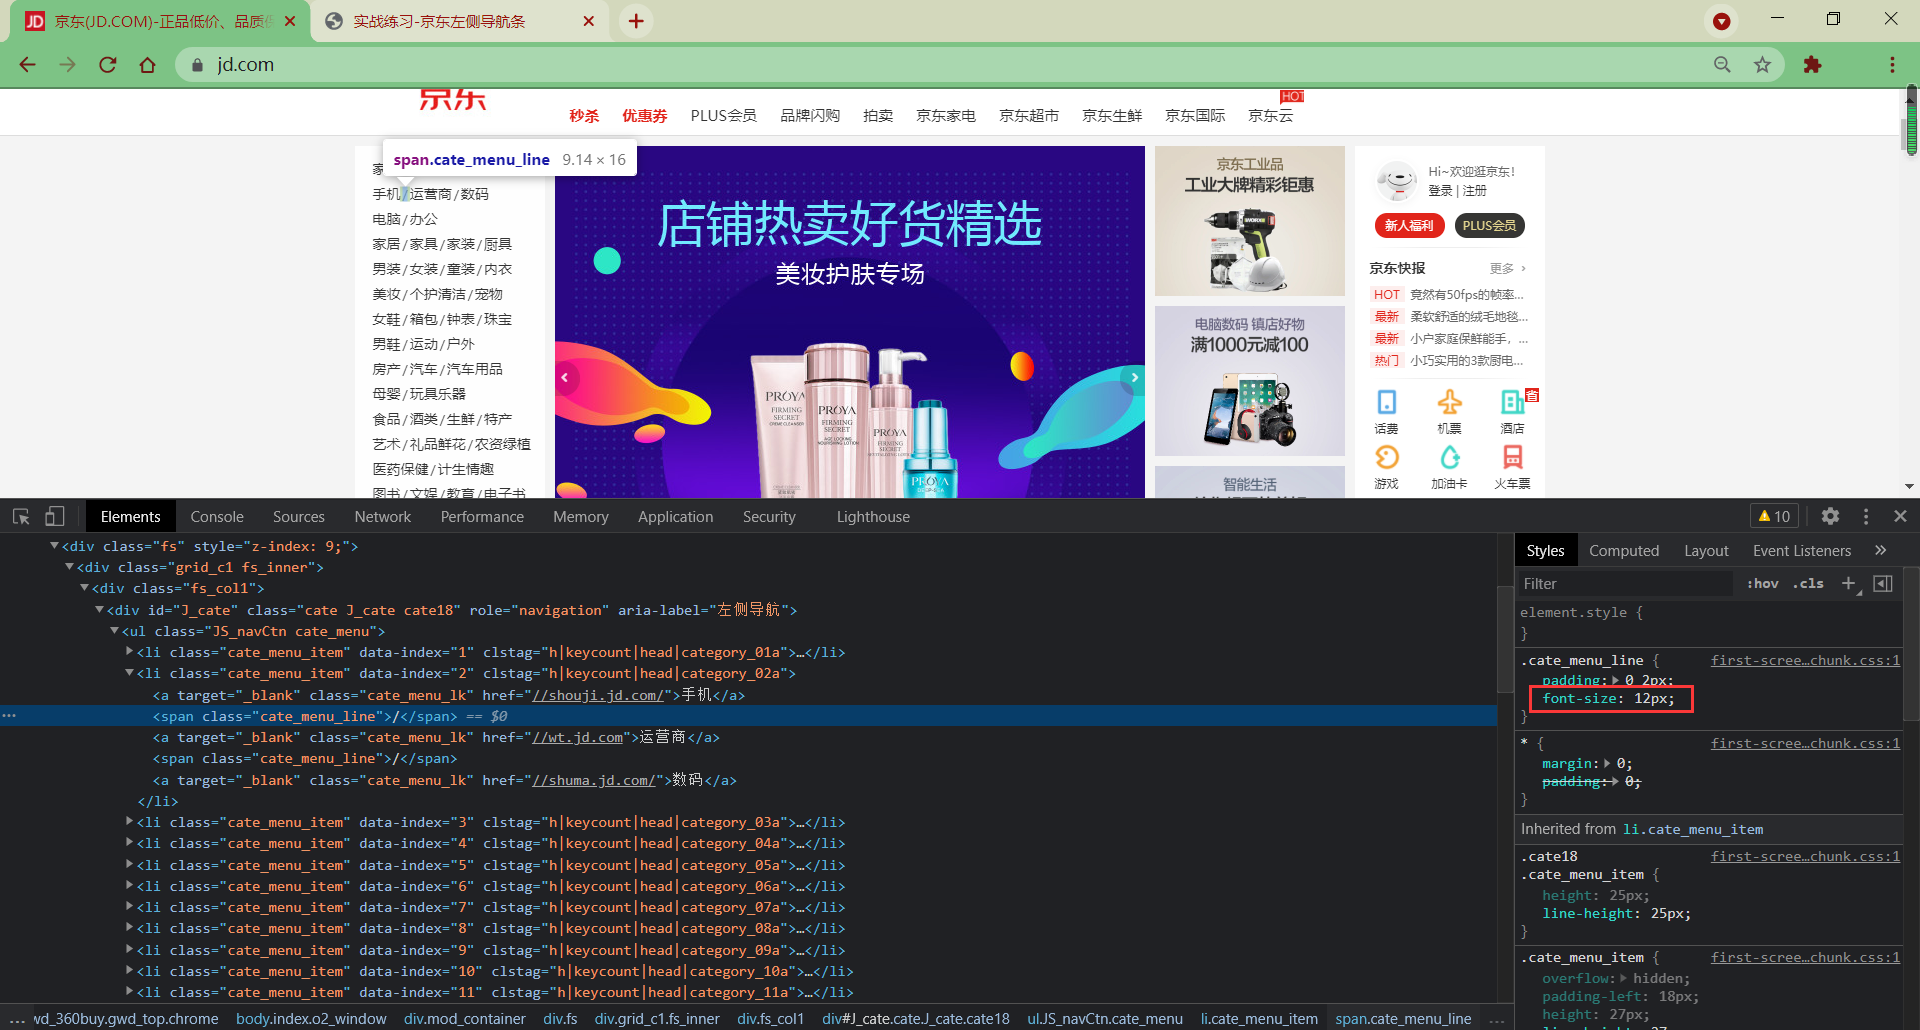 京东(JD.COM)-正品低价、品质保
实战练习-京东左侧导航条
jd.com
京东
秒杀 优惠券 PLUS会员 品牌闪购 拍卖 京东家电 京东超市 京东生鲜 京东国际 京东云
HOT
span.cate_menu_line 9.14 × 16
家
手机/运营商/数码
电脑/办公
家居/家具/家装/厨具
男装/女装/童装/内衣
美妆/个护清洁/宠物
女鞋/箱包/钟表/珠宝
男鞋/运动/户外
房产/汽车/汽车用品
母婴/玩具乐器
食品/酒类/生鲜/特产
艺术/礼品鲜花/农资绿植
医药保健/计生情趣
图书/文娱/教育/电子书
店铺热卖好货精选
美妆护肤专场
PRÓYA
FIRMING
SECRET
PRÓYA
FIRMING
SECRET
PRÓYA
FIRMING
SECRET
PRÓYA
京东工业品
工业大牌精彩钜惠
电脑数码 镇店好物
满1000元减100
智能生活
Hi~欢迎逛京东!
登录 | 注册
新人福利 PLUS会员
京东快报 更多 ›
HOT 竟然有50fps的帧率...
最新 柔软舒适的绒毛地毯...
最新 小户家庭保鲜能手，...
热门 小巧实用的3款厨电...
话费 机票 酒店
游戏 加油卡 火车票
Elements Console Sources Network Performance Memory Application Security Lighthouse 10
<div class="fs" style="z-index: 9;">
<div class="grid_c1 fs_inner">
<div class="fs_col1">
<div id="J_cate" class="cate J_cate cate18" role="navigation" aria-label="左侧导航">
<ul class="JS_navCtn cate_menu">
<li class="cate_menu_item" data-index="1" clstag="h|keycount|head|category_01a">…</li>
<li class="cate_menu_item" data-index="2" clstag="h|keycount|head|category_02a">
<a target="_blank" class="cate_menu_lk" href="//shouji.jd.com/">手机</a>
<span class="cate_menu_line">/</span> == $0
<a target="_blank" class="cate_menu_lk" href="//wt.jd.com">运营商</a>
<span class="cate_menu_line">/</span>
<a target="_blank" class="cate_menu_lk" href="//shuma.jd.com/">数码</a>
</li>
<li class="cate_menu_item" data-index="3" clstag="h|keycount|head|category_03a">…</li>
<li class="cate_menu_item" data-index="4" clstag="h|keycount|head|category_04a">…</li>
<li class="cate_menu_item" data-index="5" clstag="h|keycount|head|category_05a">…</li>
<li class="cate_menu_item" data-index="6" clstag="h|keycount|head|category_06a">…</li>
<li class="cate_menu_item" data-index="7" clstag="h|keycount|head|category_07a">…</li>
<li class="cate_menu_item" data-index="8" clstag="h|keycount|head|category_08a">…</li>
<li class="cate_menu_item" data-index="9" clstag="h|keycount|head|category_09a">…</li>
<li class="cate_menu_item" data-index="10" clstag="h|keycount|head|category_10a">…</li>
<li class="cate_menu_item" data-index="11" clstag="h|keycount|head|category_11a">…</li>
... wd_360buy.gwd_top.chrome body.index.o2_window div.mod_container div.fs div.grid_c1.fs_inner div.fs_col1 div#J_cate.cate.J_cate.cate18 ul.JS_navCtn.cate_menu li.cate_menu_item span.cate_menu_line ...
Styles Computed Layout Event Listeners »
Filter :hov .cls +
element.style {
}
.cate_menu_line { first-scree…chunk.css:1
padding: 0 2px;
font-size: 12px;
}
* { first-scree…chunk.css:1
margin: 0;
padding: 0;
}
Inherited from li.cate_menu_item
.cate18 first-scree…chunk.css:1
.cate_menu_item {
height: 25px;
line-height: 25px;
}
.cate_menu_item { first-scree…chunk.css:1
overflow: hidden;
padding-left: 18px;
height: 27px;